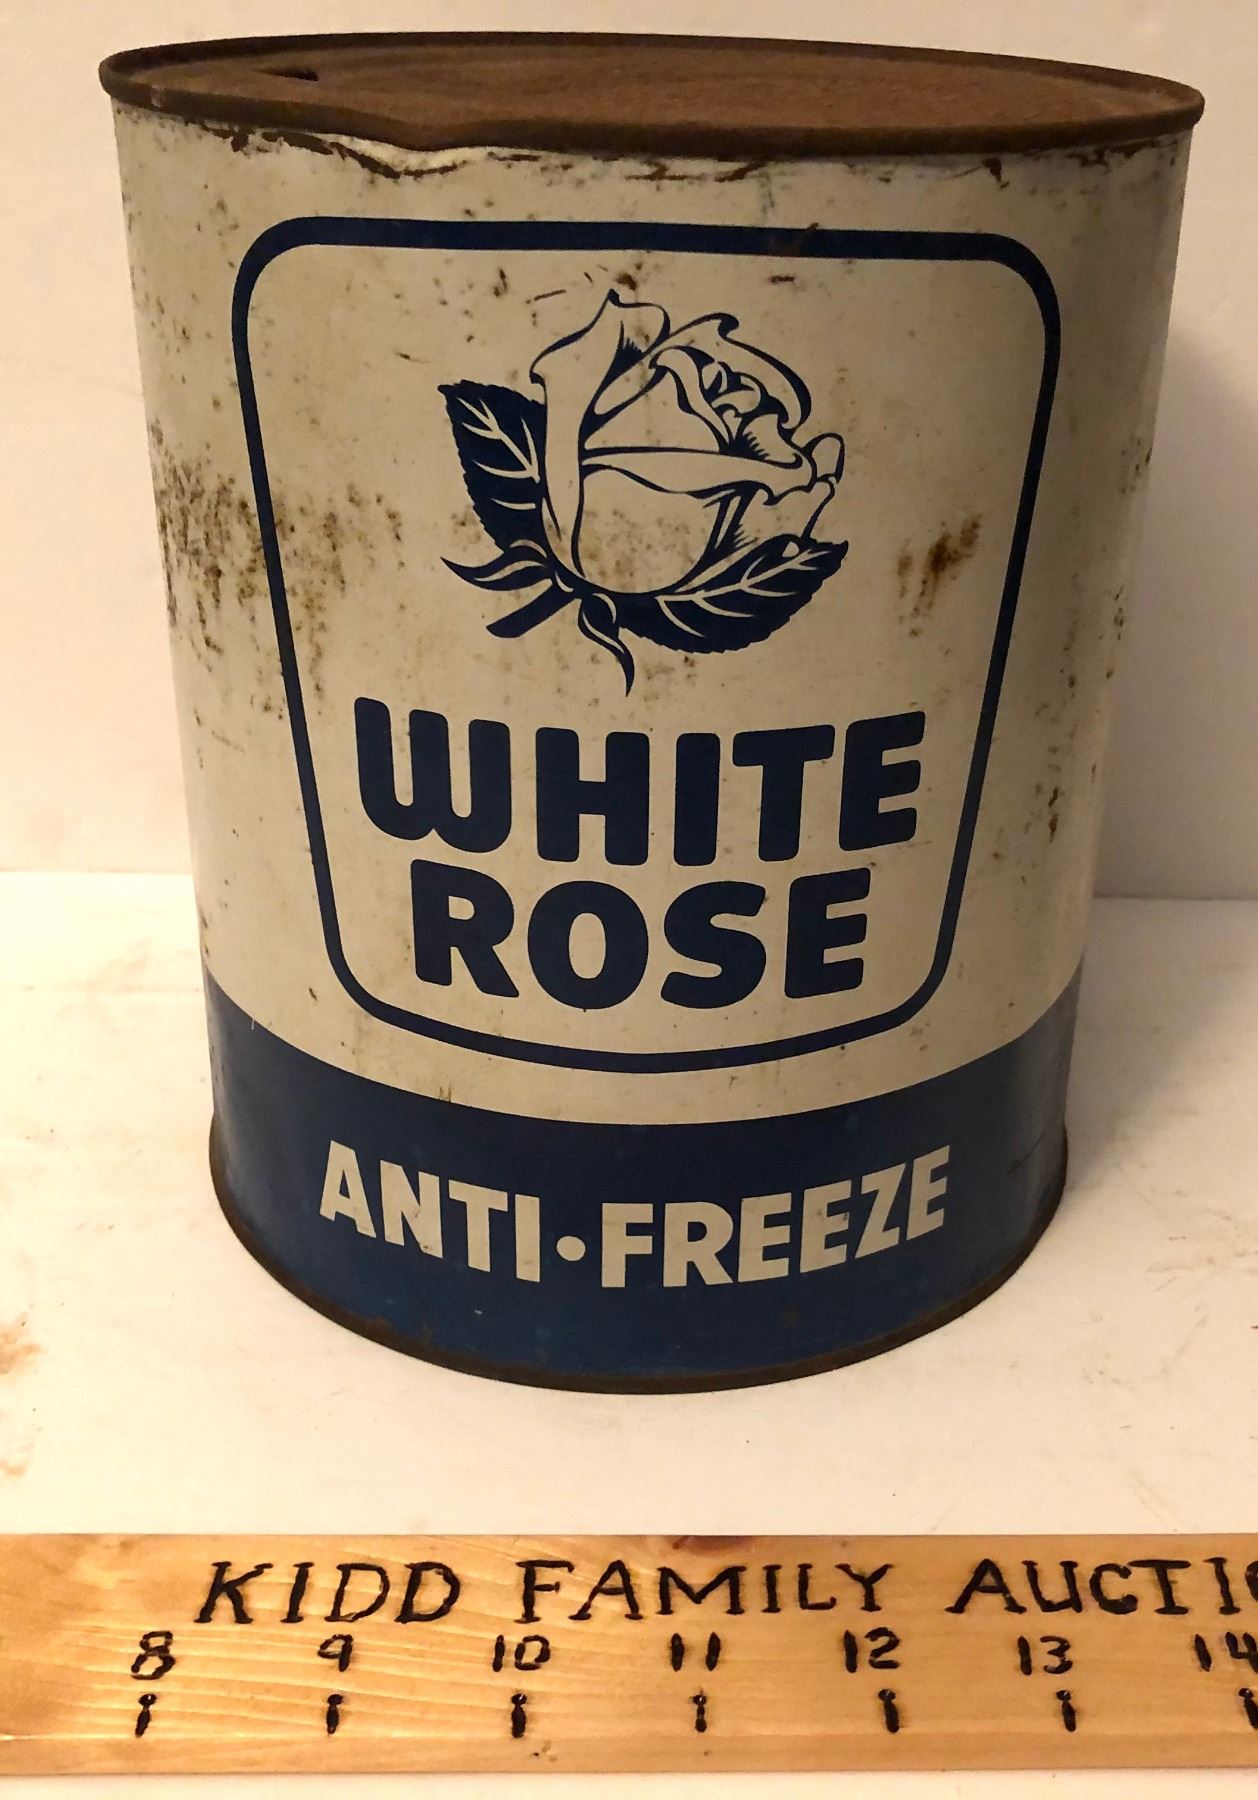 WHITE
ROSE
ANTI·FREEZE
KIDD FAMILY AUCTI
8 9 10 11 12 13 14